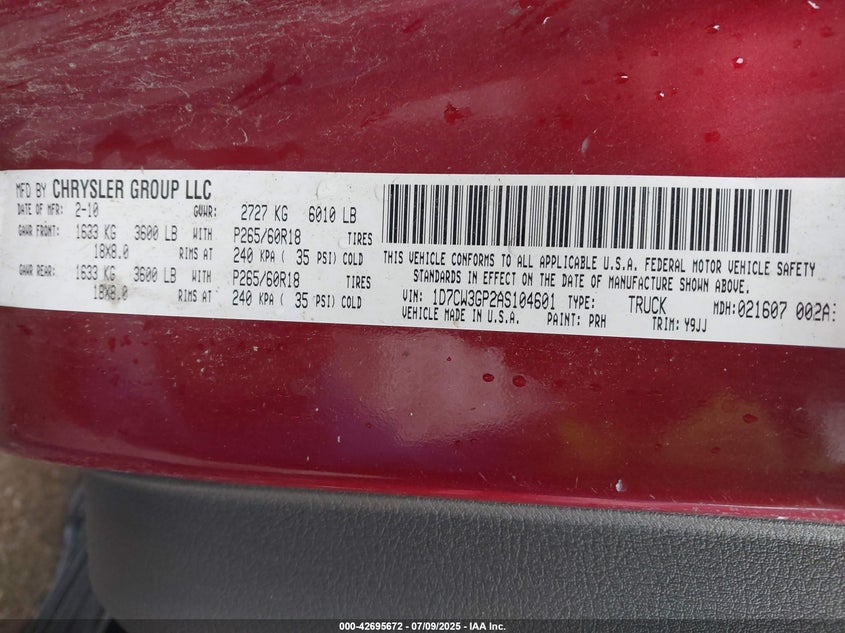 MFD BY CHRYSLER GROUP LLC
DATE OF MFR: 2-10 GVWR: 2727 KG 6010 LB
GAWR FRONT: 1633 KG 3600 LB WITH P265/60R18 TIRES
18X8.0 RIMS AT 240 KPA ( 35 PSI) COLD
GAWR REAR: 1633 KG 3600 LB WITH P265/60R18 TIRES
18X8.0 RIMS AT 240 KPA ( 35 PSI) COLD
THIS VEHICLE CONFORMS TO ALL APPLICABLE U.S.A. FEDERAL MOTOR VEHICLE SAFETY
STANDARDS IN EFFECT ON THE DATE OF MANUFACTURE SHOWN ABOVE.
VIN: 1D7CW3GP2AS104601 TYPE: TRUCK MDH:021607 002A
VEHICLE MADE IN U.S.A. PAINT: PRH TRIM: Y9JJ
000-42695672 / 07/09/2025 - IAA Inc.